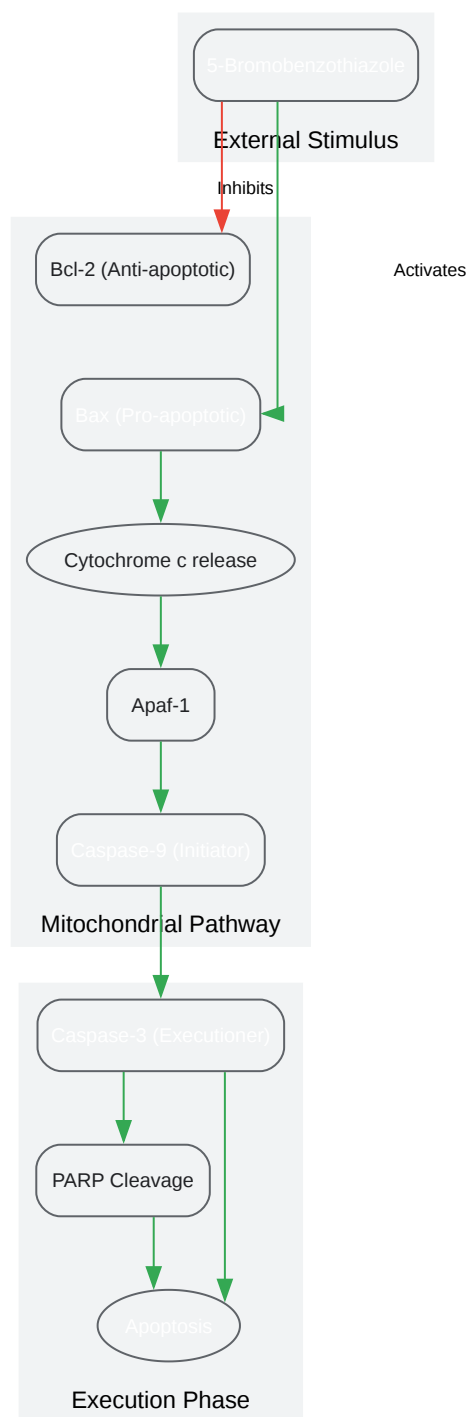 5-Bromobenzothiazole
External Stimulus
Inhibits
Bcl-2 (Anti-apoptotic)
Activates
Bax (Pro-apoptotic)
Cytochrome c release
Apaf-1
Caspase-9 (Initiator)
Mitochondrial Pathway
Caspase-3 (Executioner)
PARP Cleavage
Apoptosis
Execution Phase